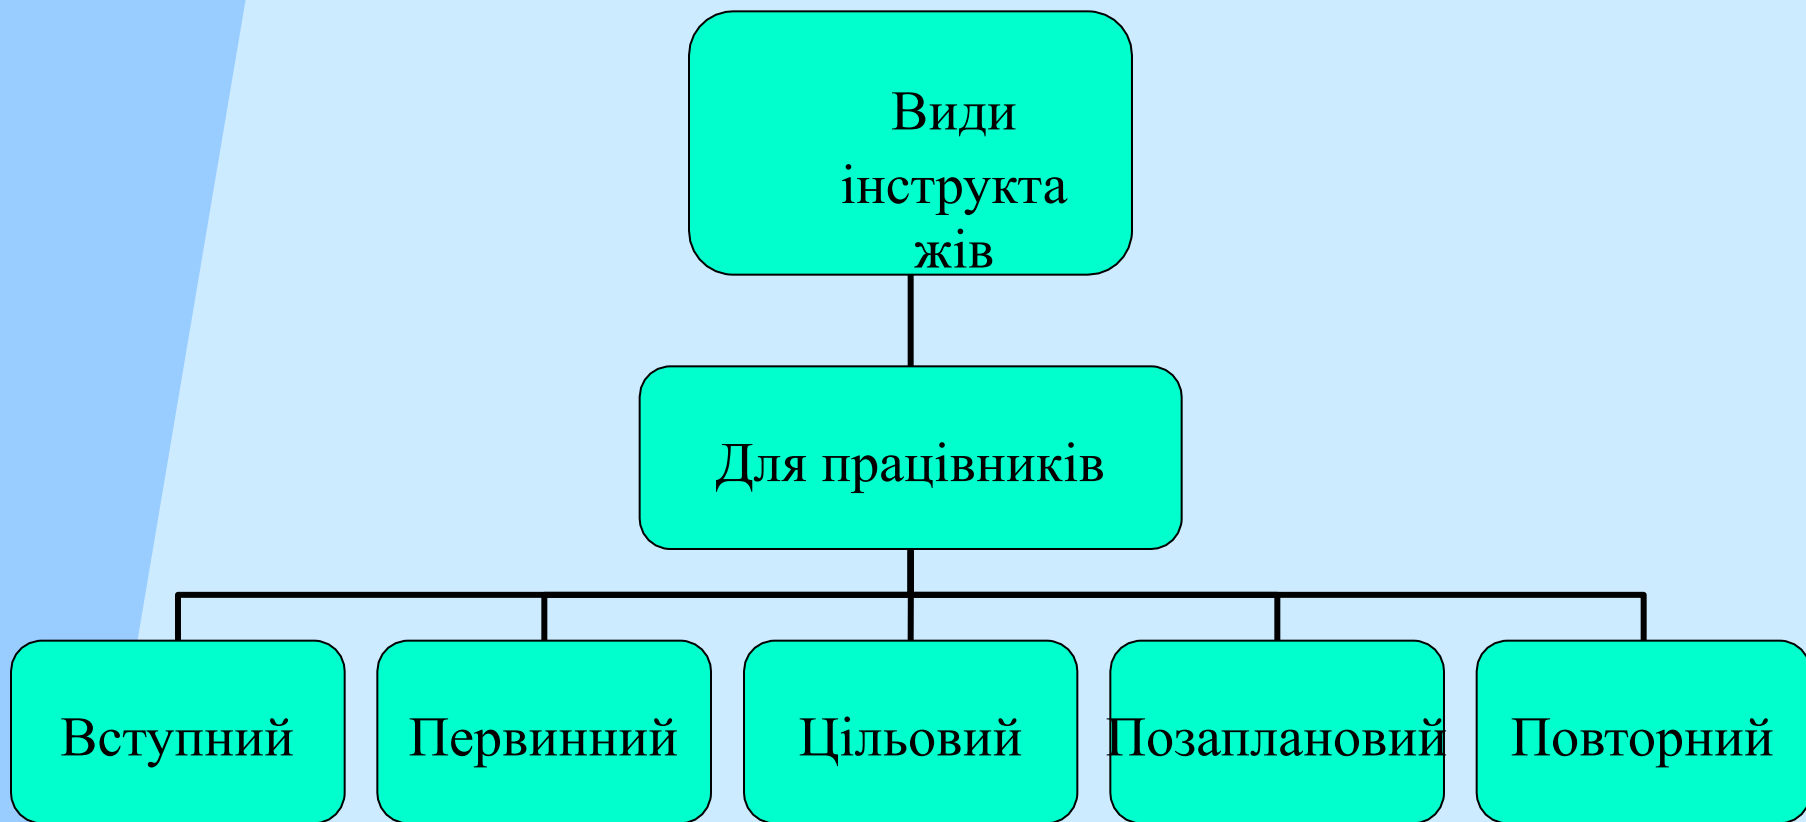 Види
інструкта
жів
Для працівників
Вступний
Первинний
Цільовий
Позаплановий
Повторний